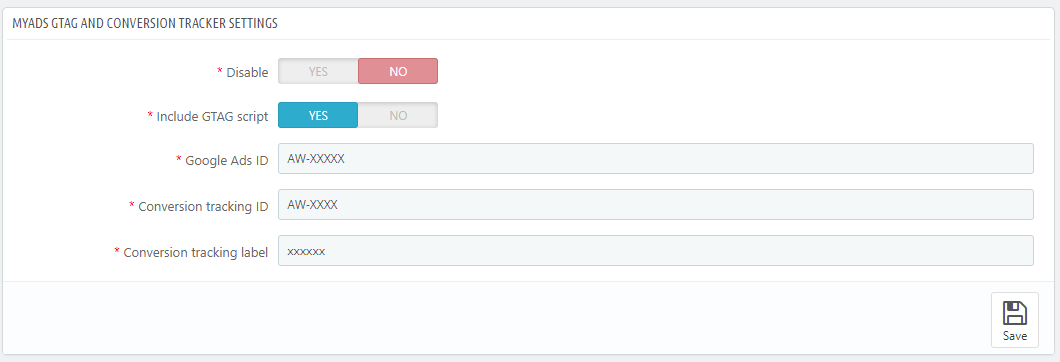 MYADS GTAG AND CONVERSION TRACKER SETTINGS
* Disable YES NO
* Include GTAG script YES NO
* Google Ads ID AW-XXXXX
* Conversion tracking ID AW-XXXX
* Conversion tracking label xxxxxx
Save